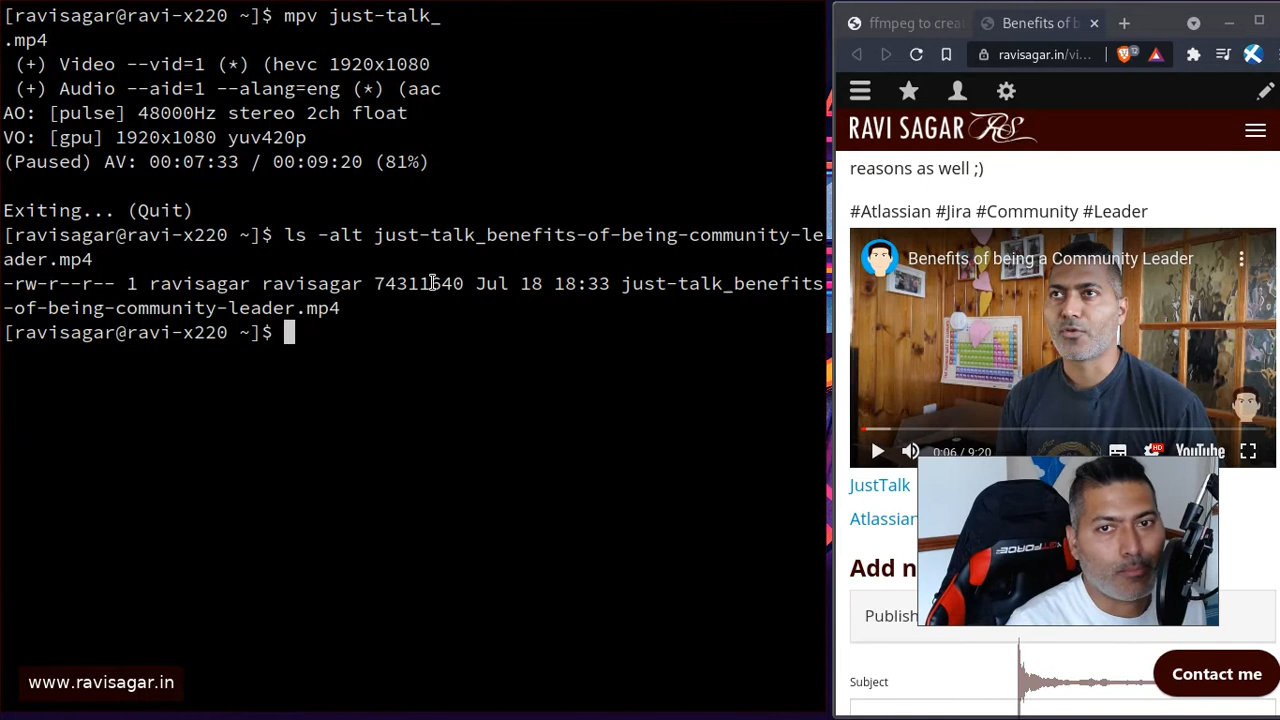 [ravisagar@ravi-x220 ~]$ mpv just-talk_
.mp4
(+) Video --vid=1 (*) (hevc 1920x1080
(+) Audio --aid=1 --alang=eng (*) (aac
AO: [pulse] 48000Hz stereo 2ch float
VO: [gpu] 1920x1080 yuv420p
(Paused) AV: 00:07:33 / 00:09:20 (81%)
Exiting... (Quit)
[ravisagar@ravi-x220 ~]$ ls -alt just-talk_benefits-of-being-community-le
ader.mp4
-rw-r--r-- 1 ravisagar ravisagar 74311640 Jul 18 18:33 just-talk_benefits
-of-being-community-leader.mp4
[ravisagar@ravi-x220 ~]$
www.ravisagar.in
ffmpeg to crea
Benefits of b
ravisagar.in/vi...
RAVI SAGAR RS
reasons as well ;)
#Atlassian #Jira #Community #Leader
Benefits of being a Community Leader
0:06 / 9:20
HD
YouTube
JustTalk
Atlassian
Add n
Publish
Subject
Contact me